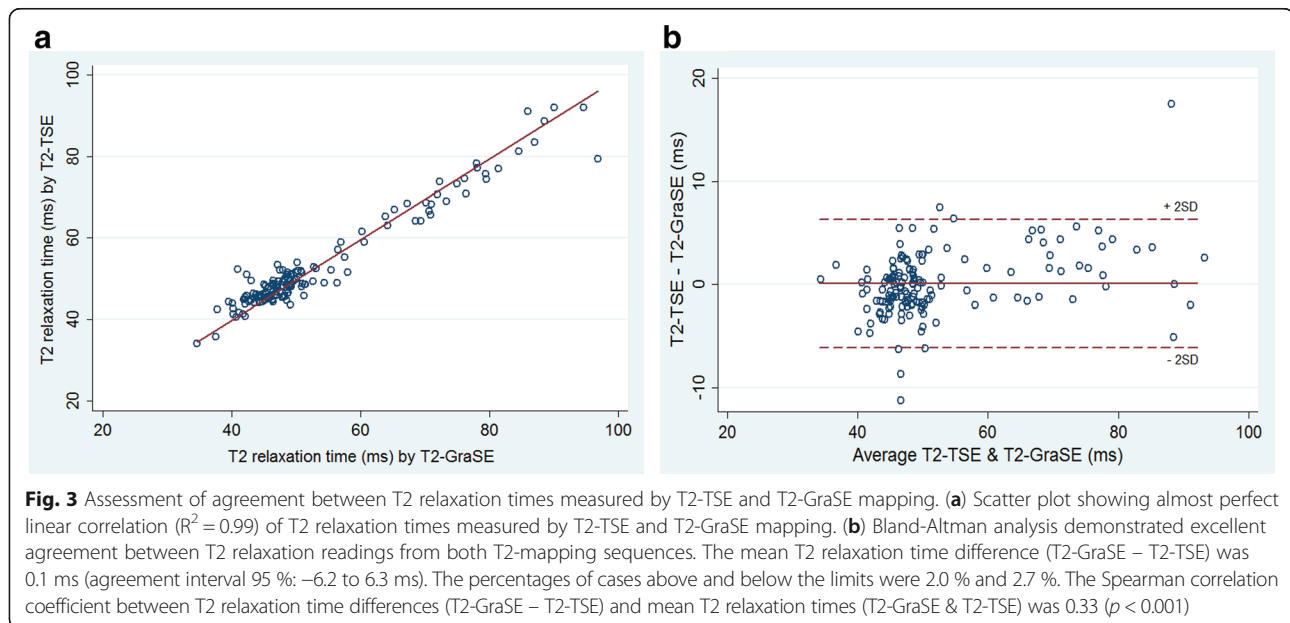 a
b
T2 relaxation time (ms) by T2-TSE
100
80
60
40
20
20
40
60
80
100
T2 relaxation time (ms) by T2-GraSE
T2-TSE - T2-GraSE (ms)
20
10
0
-10
+ 2SD
- 2SD
20
40
60
80
100
Average T2-TSE & T2-GraSE (ms)
Fig. 3 Assessment of agreement between T2 relaxation times measured by T2-TSE and T2-GraSE mapping. (a) Scatter plot showing almost perfect
linear correlation (R² = 0.99) of T2 relaxation times measured by T2-TSE and T2-GraSE mapping. (b) Bland-Altman analysis demonstrated excellent
agreement between T2 relaxation readings from both T2-mapping sequences. The mean T2 relaxation time difference (T2-GraSE – T2-TSE) was
0.1 ms (agreement interval 95 %: −6.2 to 6.3 ms). The percentages of cases above and below the limits were 2.0 % and 2.7 %. The Spearman correlation
coefficient between T2 relaxation time differences (T2-GraSE – T2-TSE) and mean T2 relaxation times (T2-GraSE & T2-TSE) was 0.33 (p < 0.001)